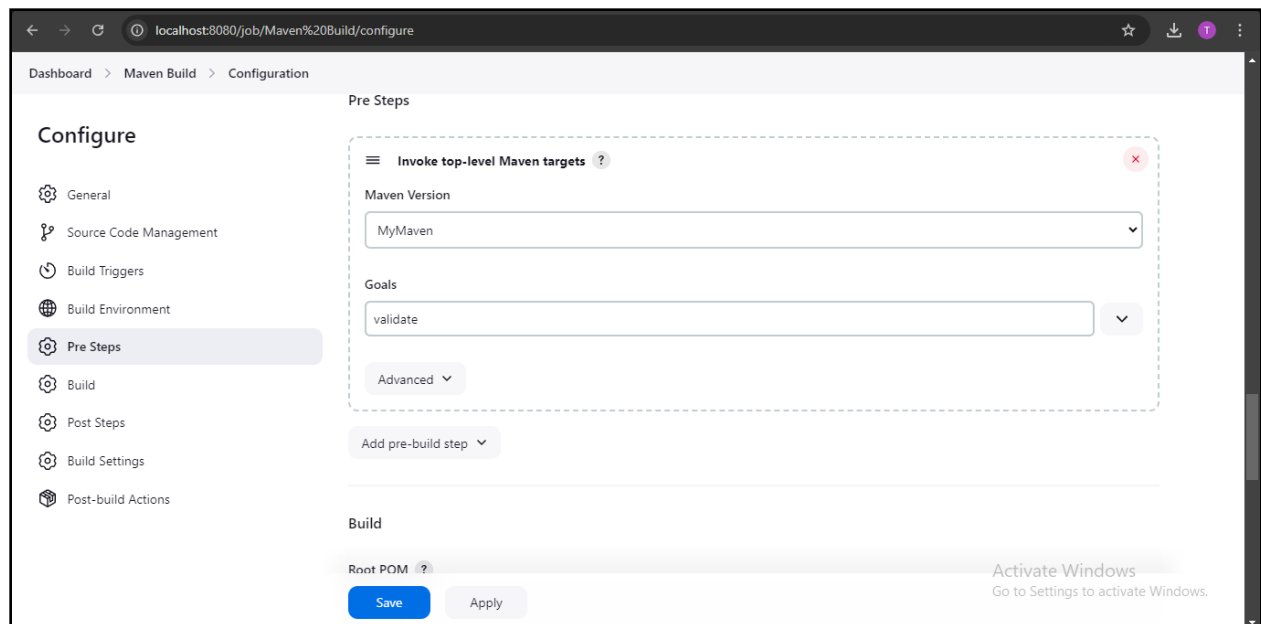 localhost:8080/job/Maven%20Build/configure
T
Dashboard > Maven Build > Configuration
Configure
General
Source Code Management
Build Triggers
Build Environment
Pre Steps
Build
Post Steps
Build Settings
Post-build Actions
Pre Steps
Invoke top-level Maven targets ?
Maven Version
MyMaven
Goals
validate
Advanced
Add pre-build step
Build
Root POM ?
Save Apply
Activate Windows
Go to Settings to activate Windows.